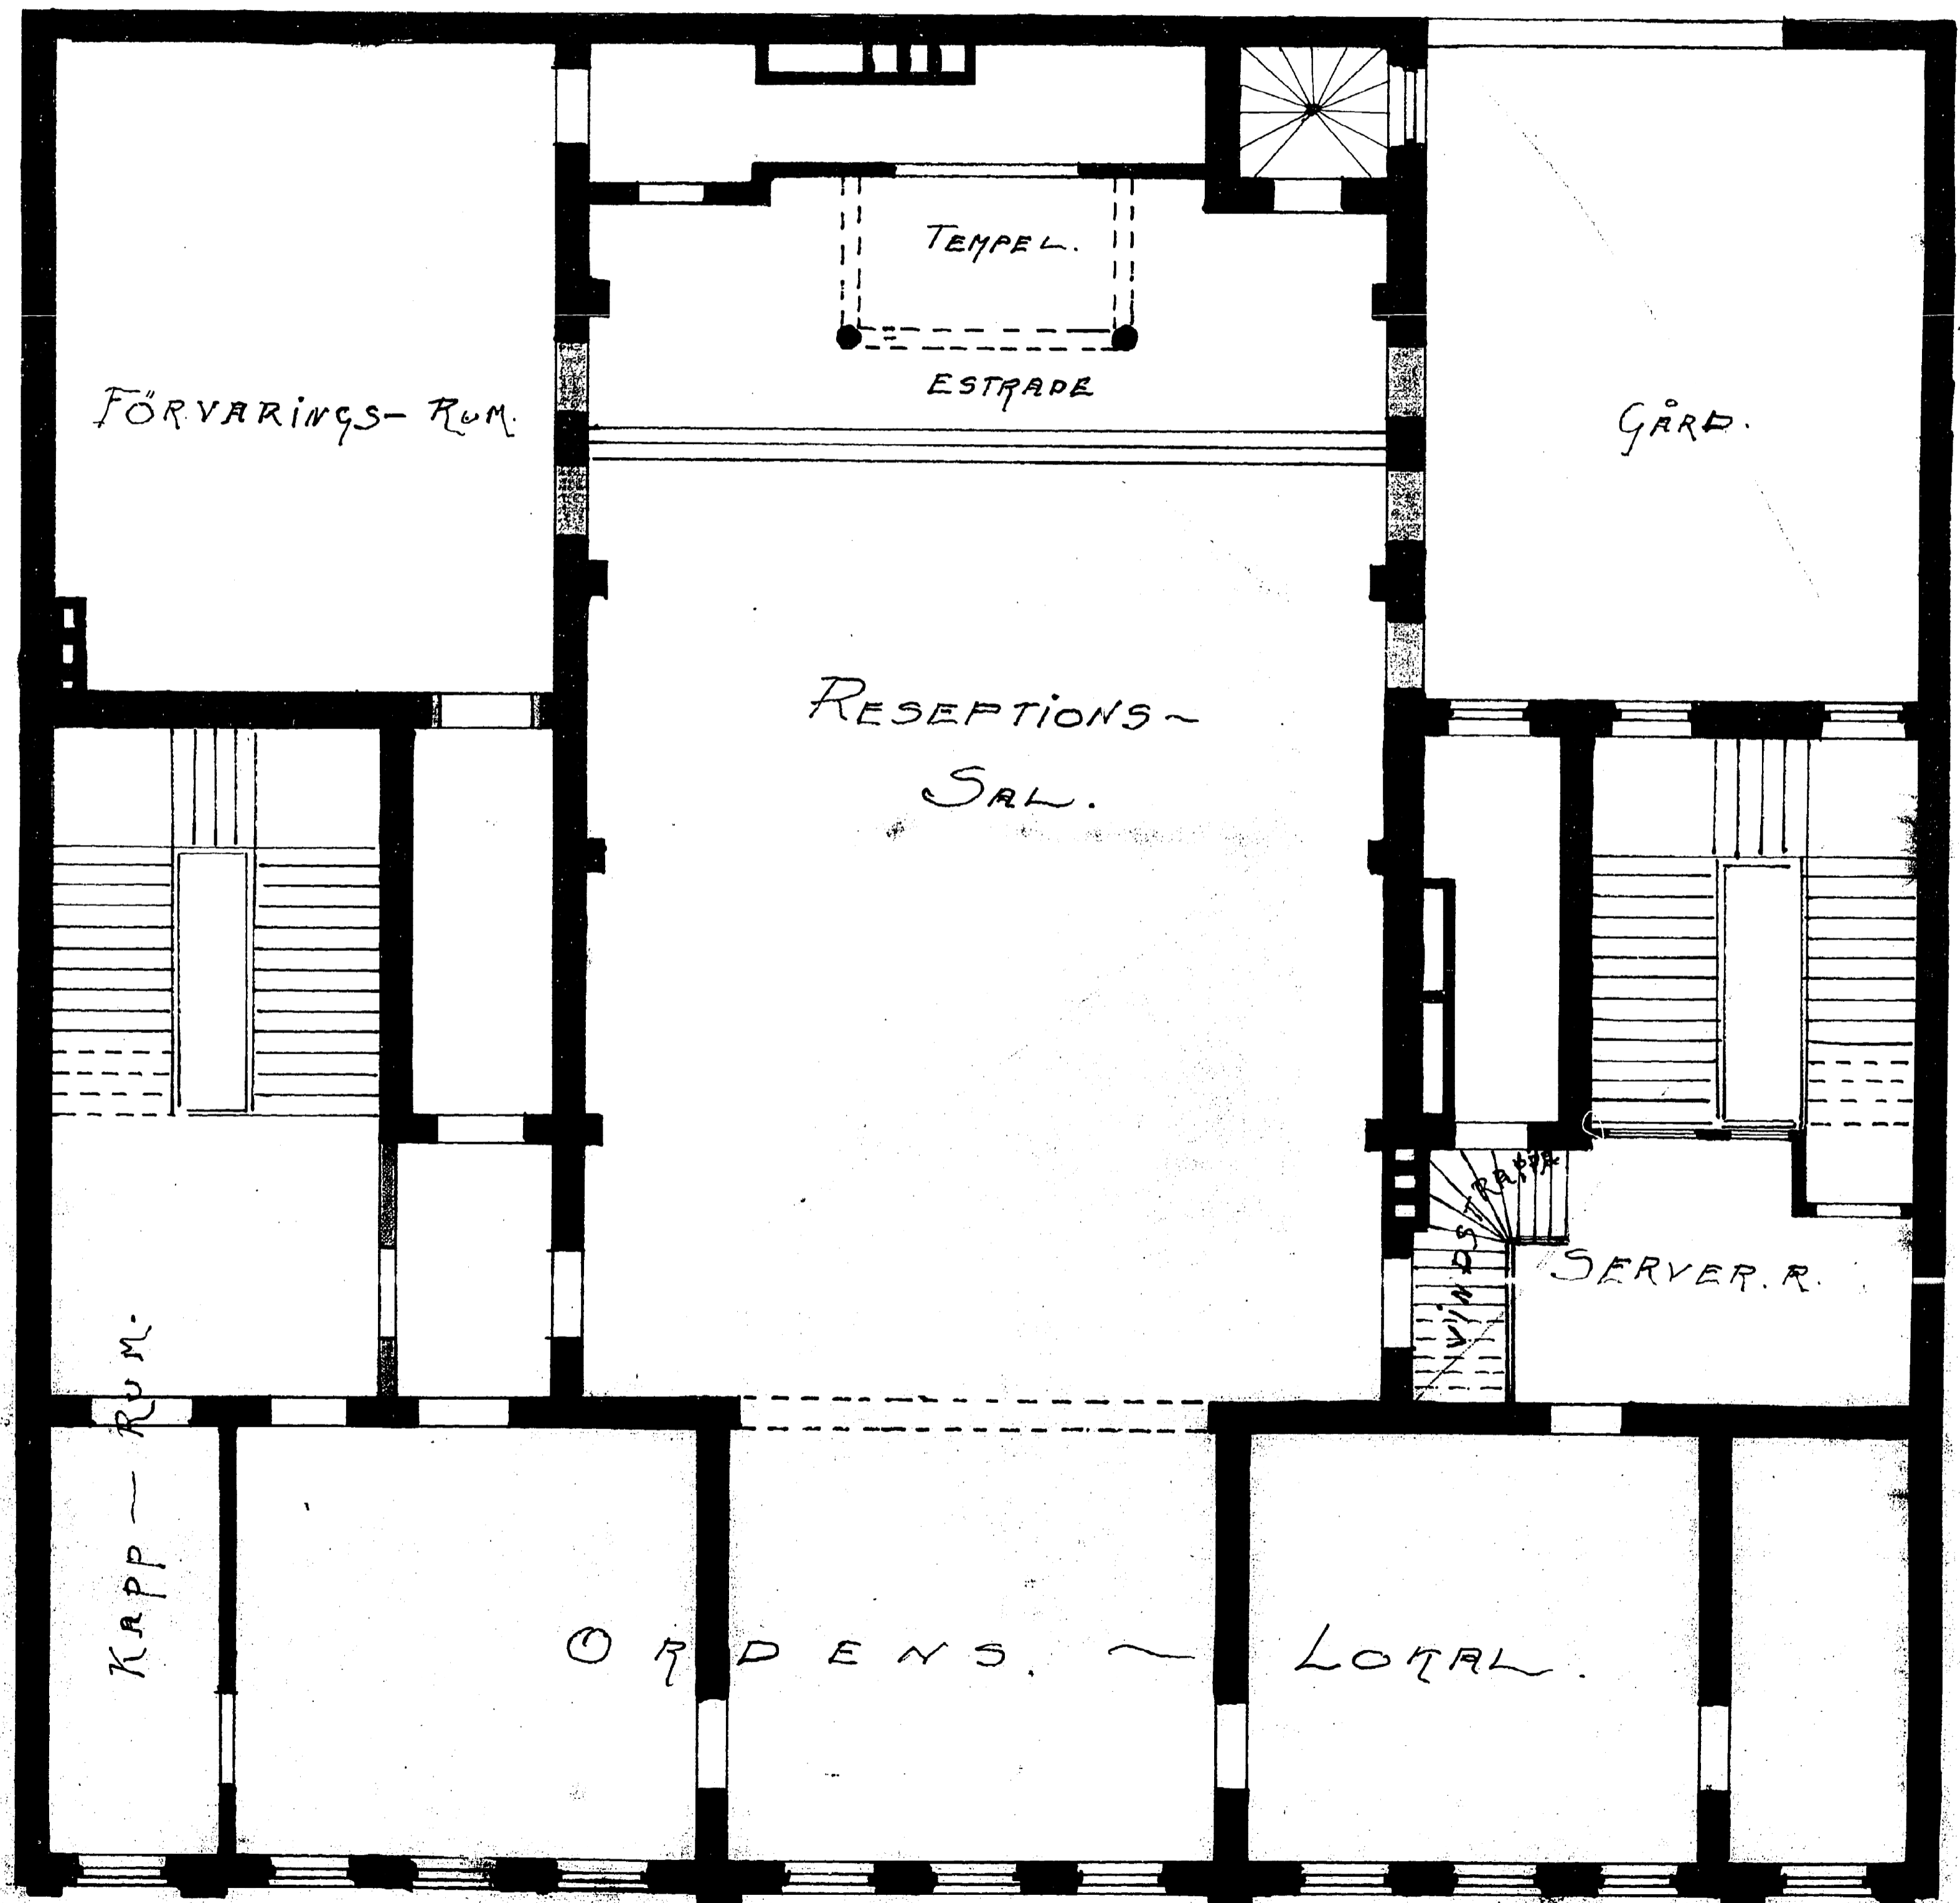 TEMPEL.
ESTRADE
FÖRVARINGS- RUM.
GÅRD.
RESEPTIONS~
SAL.
VINDSTRAPPA
SERVER. R.
KAPP - RUM.
ORDENS. ~ LOKAL.